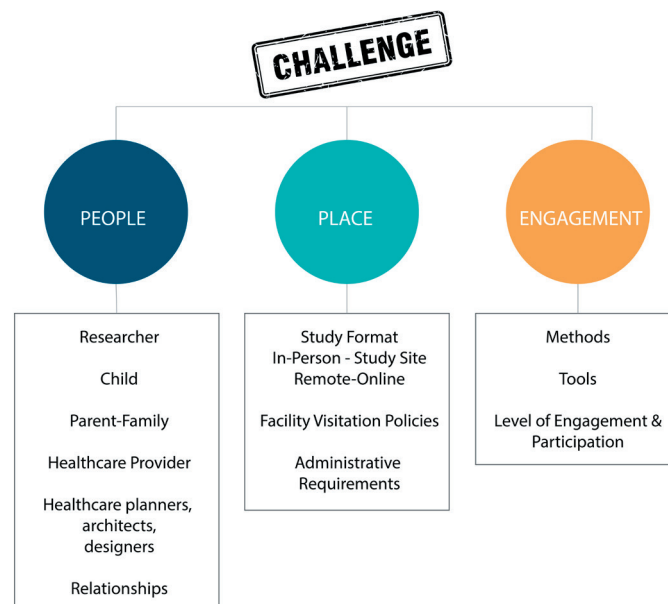 CHALLENGE
PEOPLE
PLACE
ENGAGEMENT
Researcher
Child
Parent-Family
Healthcare Provider
Healthcare planners,
architects,
designers
Relationships
Study Format
In-Person - Study Site
Remote-Online
Facility Visitation Policies
Administrative
Requirements
Methods
Tools
Level of Engagement &
Participation